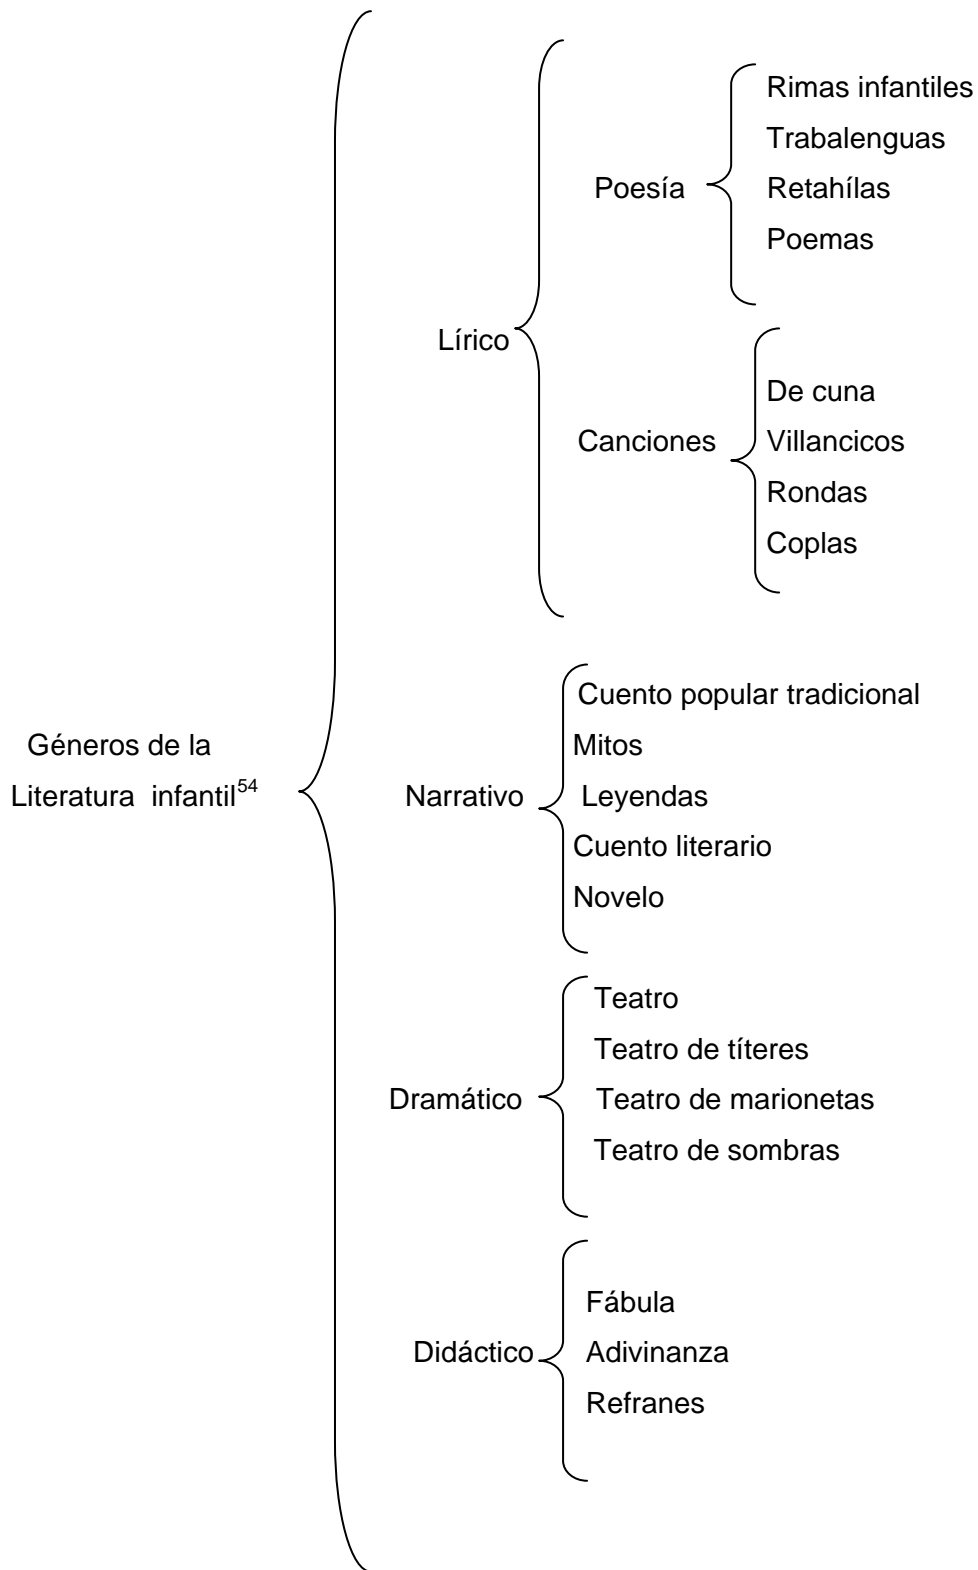 Géneros de la
Literatura infantil54
Lírico
Poesía
Rimas infantiles
Trabalenguas
Retahílas
Poemas
Canciones
De cuna
Villancicos
Rondas
Coplas
Narrativo
Cuento popular tradicional
Mitos
Leyendas
Cuento literario
Novelo
Dramático
Teatro
Teatro de títeres
Teatro de marionetas
Teatro de sombras
Didáctico
Fábula
Adivinanza
Refranes